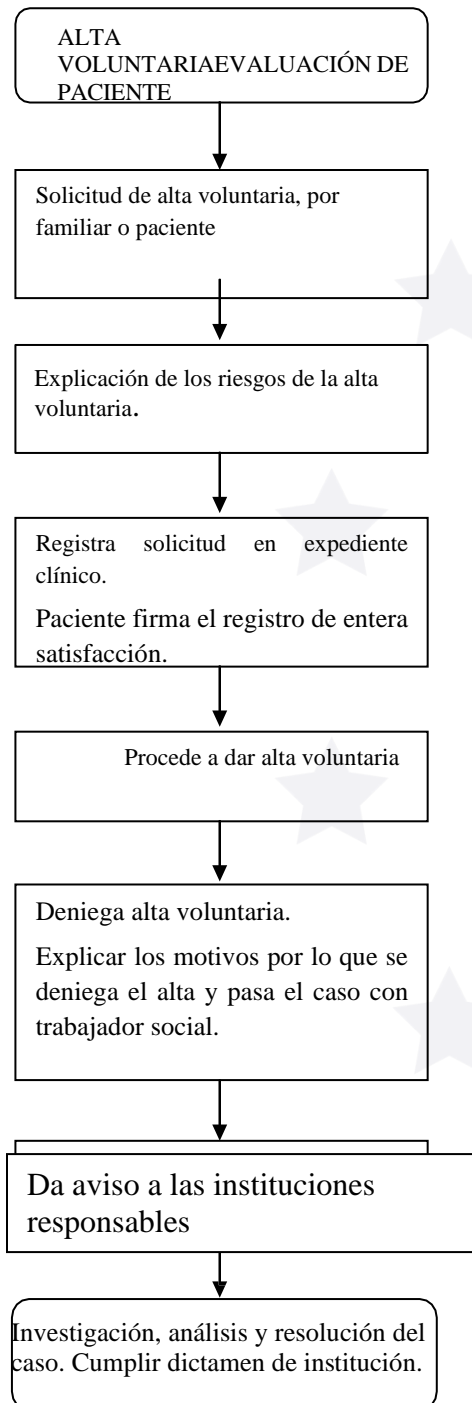 ALTA
VOLUNTARIAEVALUACIÓN DE
PACIENTE
Solicitud de alta voluntaria, por
familiar o paciente
Explicación de los riesgos de la alta
voluntaria.
Registra solicitud en expediente
clínico.
Paciente firma el registro de entera
satisfacción.
Procede a dar alta voluntaria
Deniega alta voluntaria.
Explicar los motivos por lo que se
deniega el alta y pasa el caso con
trabajador social.
Da aviso a las instituciones
responsables
Investigación, análisis y resolución del
caso. Cumplir dictamen de institución.